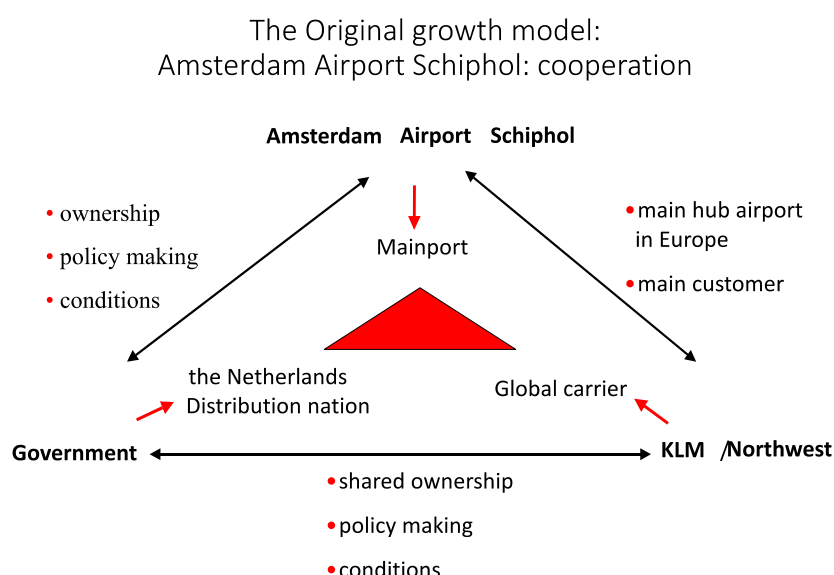 The Original growth model:
Amsterdam Airport Schiphol: cooperation
Amsterdam Airport Schiphol
• ownership
• policy making
• conditions
Mainport
• main hub airport
in Europe
• main customer
the Netherlands
Distribution nation
Global carrier
Government
KLM /Northwest
• shared ownership
• policy making
• conditions